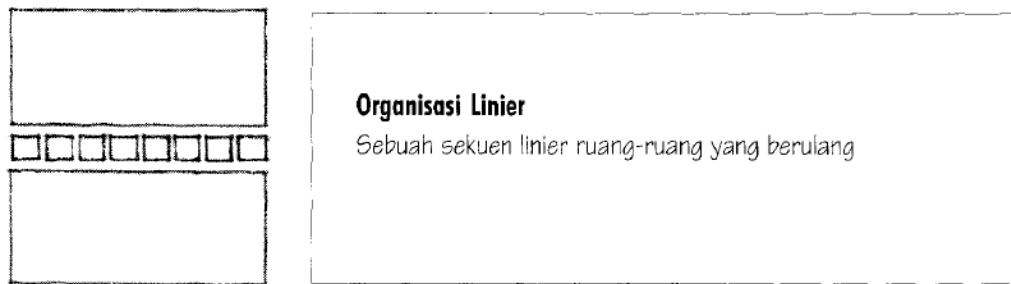 Organisasi Linier
Sebuah sekuen linier ruang-ruang yang berulang